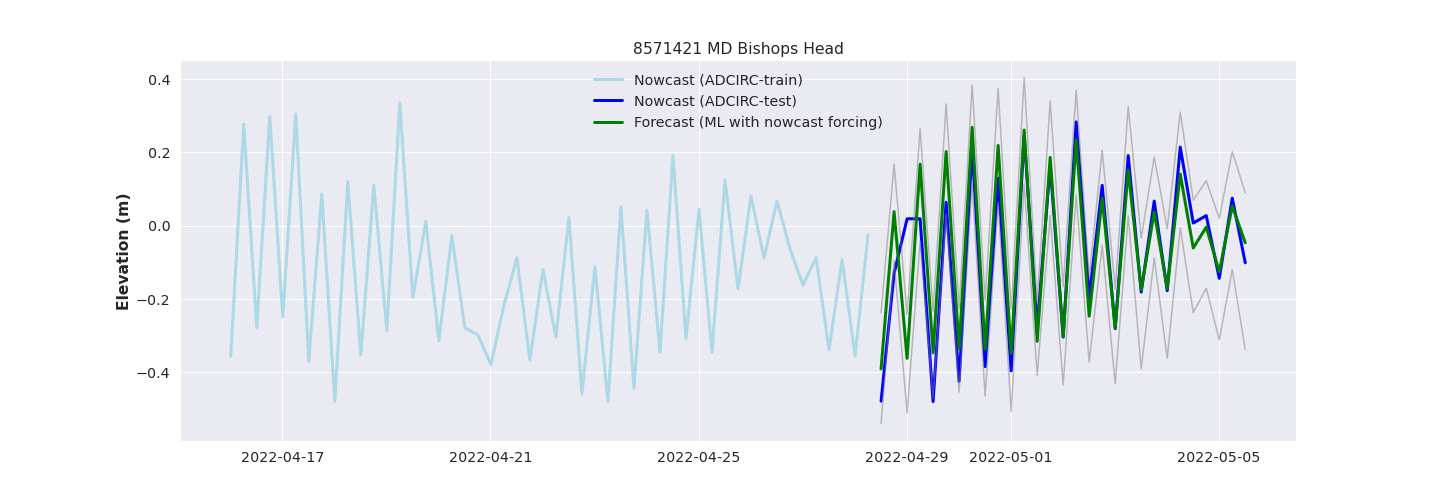 8571421 MD Bishops Head
Nowcast (ADCIRC-train)
Nowcast (ADCIRC-test)
Forecast (ML with nowcast forcing)
Elevation (m)
0.4
0.2
0.0
−0.2
−0.4
2022-04-17 2022-04-21 2022-04-25 2022-04-29 2022-05-01 2022-05-05